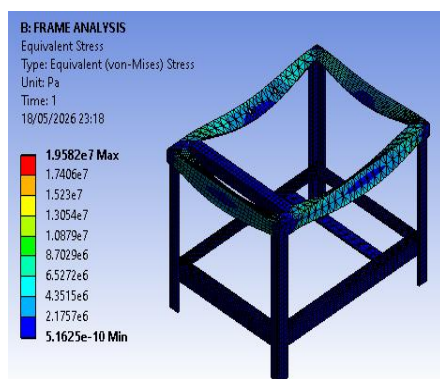 B: FRAME ANALYSIS
Equivalent Stress
Type: Equivalent (von-Mises) Stress
Unit: Pa
Time: 1
18/05/2026 23:18
1.9582e7 Max
1.7406e7
1.523e7
1.3054e7
1.0879e7
8.7029e6
6.5272e6
4.3515e6
2.1757e6
5.1625e-10 Min